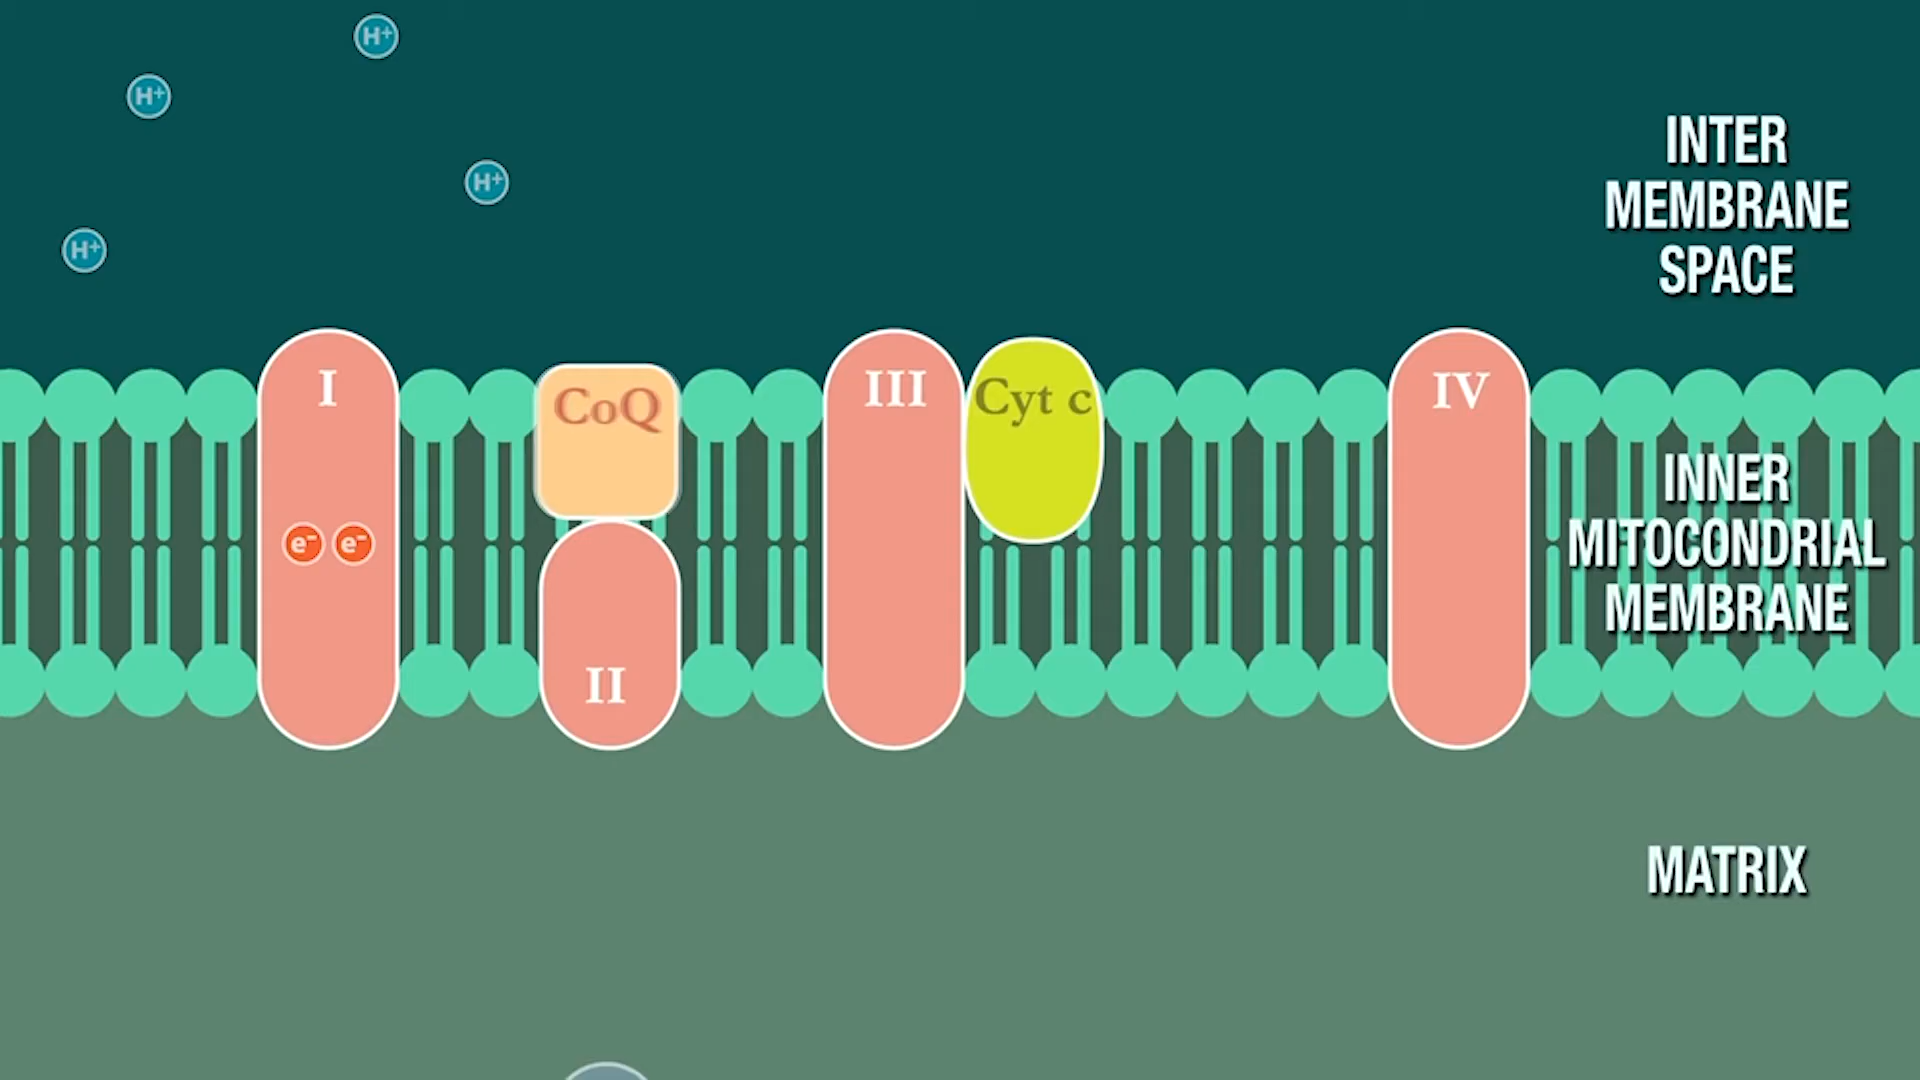 H⁺
H⁺
H⁺
H⁺
INTER
MEMBRANE
SPACE
I
CoQ
III
Cyt c
IV
e⁻ e⁻
II
INNER
MITOCONDRIAL
MEMBRANE
MATRIX